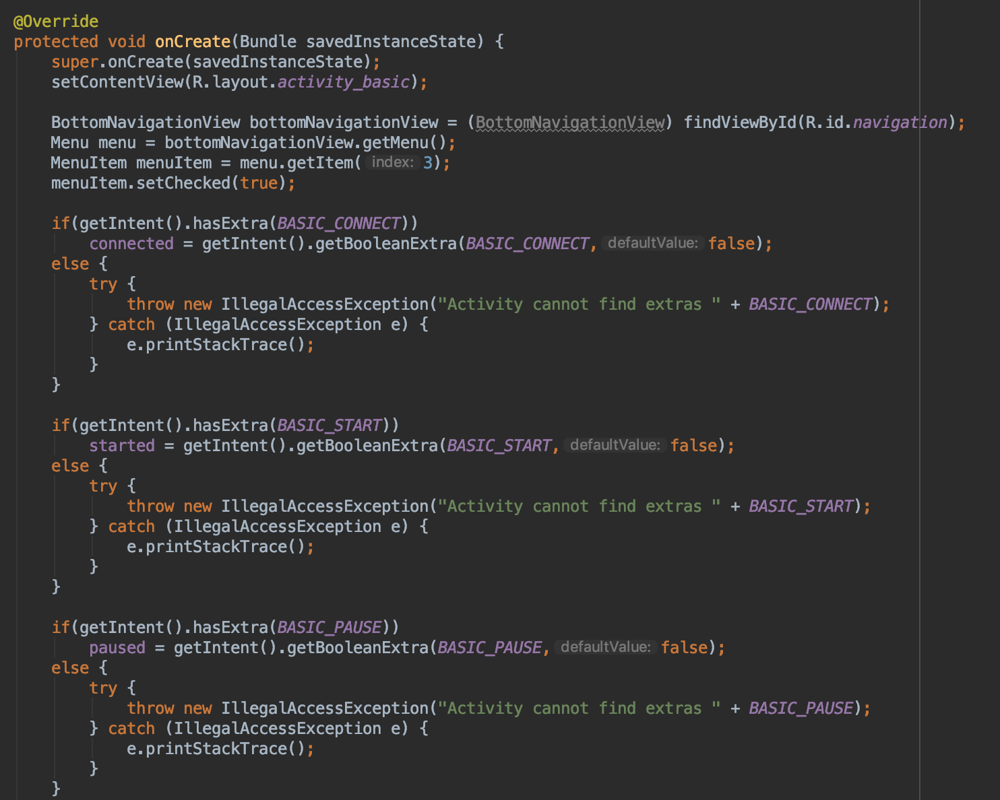 @Override
protected void onCreate(Bundle savedInstanceState) {
    super.onCreate(savedInstanceState);
    setContentView(R.layout.activity_basic);

    BottomNavigationView bottomNavigationView = (BottomNavigationView) findViewById(R.id.navigation);
    Menu menu = bottomNavigationView.getMenu();
    MenuItem menuItem = menu.getItem( index: 3);
    menuItem.setChecked(true);

    if(getIntent().hasExtra(BASIC_CONNECT))
        connected = getIntent().getBooleanExtra(BASIC_CONNECT, defaultValue: false);
    else {
        try {
            throw new IllegalAccessException("Activity cannot find extras " + BASIC_CONNECT);
        } catch (IllegalAccessException e) {
            e.printStackTrace();
        }
    }

    if(getIntent().hasExtra(BASIC_START))
        started = getIntent().getBooleanExtra(BASIC_START, defaultValue: false);
    else {
        try {
            throw new IllegalAccessException("Activity cannot find extras " + BASIC_START);
        } catch (IllegalAccessException e) {
            e.printStackTrace();
        }
    }

    if(getIntent().hasExtra(BASIC_PAUSE))
        paused = getIntent().getBooleanExtra(BASIC_PAUSE, defaultValue: false);
    else {
        try {
            throw new IllegalAccessException("Activity cannot find extras " + BASIC_PAUSE);
        } catch (IllegalAccessException e) {
            e.printStackTrace();
        }
    }